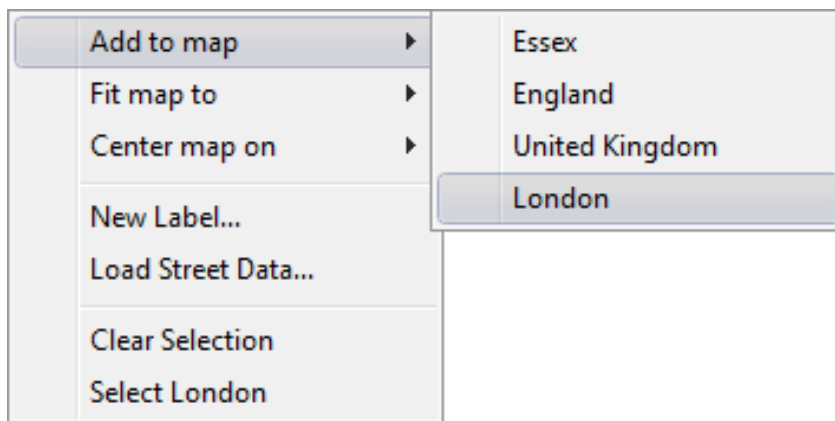 Add to map
Fit map to
Center map on
New Label...
Load Street Data...
Clear Selection
Select London
Essex
England
United Kingdom
London